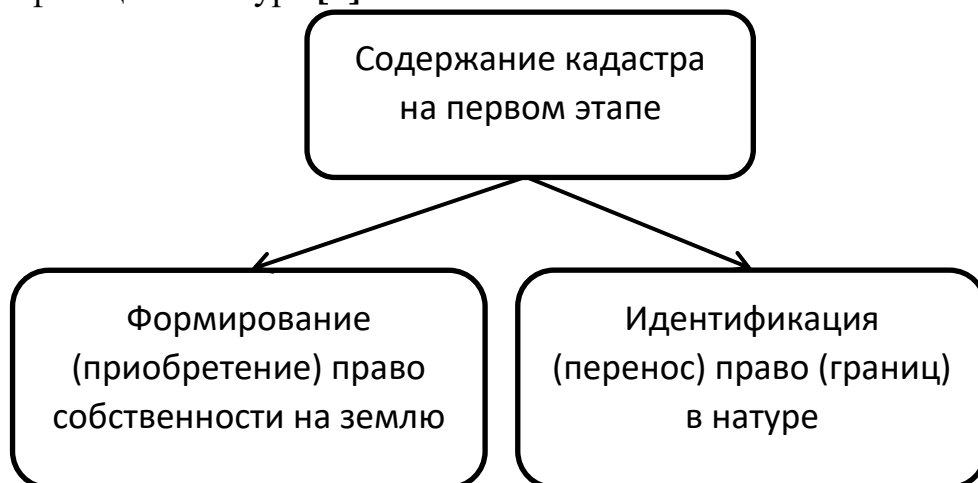 Содержание кадастра
на первом этапе
Формирование
(приобретение) право
собственности на землю
Идентификация
(перенос) право (границ)
в натуре